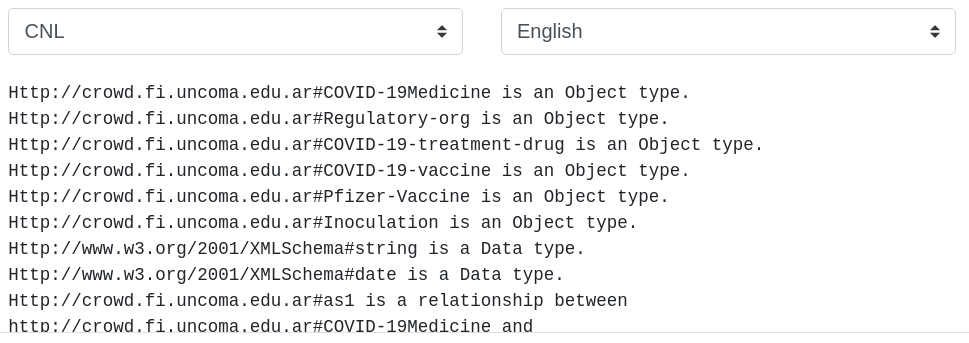 CNL English
Http://crowd.fi.uncoma.edu.ar#COVID-19Medicine is an Object type.
Http://crowd.fi.uncoma.edu.ar#Regulatory-org is an Object type.
Http://crowd.fi.uncoma.edu.ar#COVID-19-treatment-drug is an Object type.
Http://crowd.fi.uncoma.edu.ar#COVID-19-vaccine is an Object type.
Http://crowd.fi.uncoma.edu.ar#Pfizer-Vaccine is an Object type.
Http://crowd.fi.uncoma.edu.ar#Inoculation is an Object type.
Http://www.w3.org/2001/XMLSchema#string is a Data type.
Http://www.w3.org/2001/XMLSchema#date is a Data type.
Http://crowd.fi.uncoma.edu.ar#as1 is a relationship between
http://crowd.fi.uncoma.edu.ar#COVID-19Medicine and